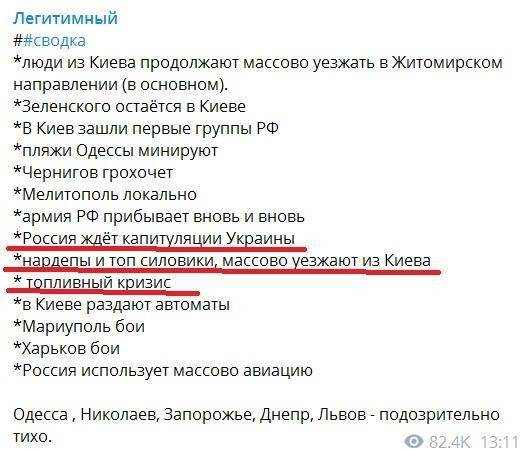 Легитимный
##сводка
*люди из Киева продолжают массово уезжать в Житомирском
направлении (в основном).
*Зеленского остаётся в Киеве
*В Киев зашли первые группы РФ
*пляжи Одессы минируют
*Чернигов грохочет
*Мелитополь локально
*армия РФ прибывает вновь и вновь
*Россия ждёт капитуляции Украины
*нардепы и топ силовики, массово уезжают из Киева
* топливный кризис
*в Киеве раздают автоматы
*Мариуполь бои
*Харьков бои
*Россия использует массово авиацию
Одесса , Николаев, Запорожье, Днепр, Львов - подозрительно
тихо.
82.4K 13:11